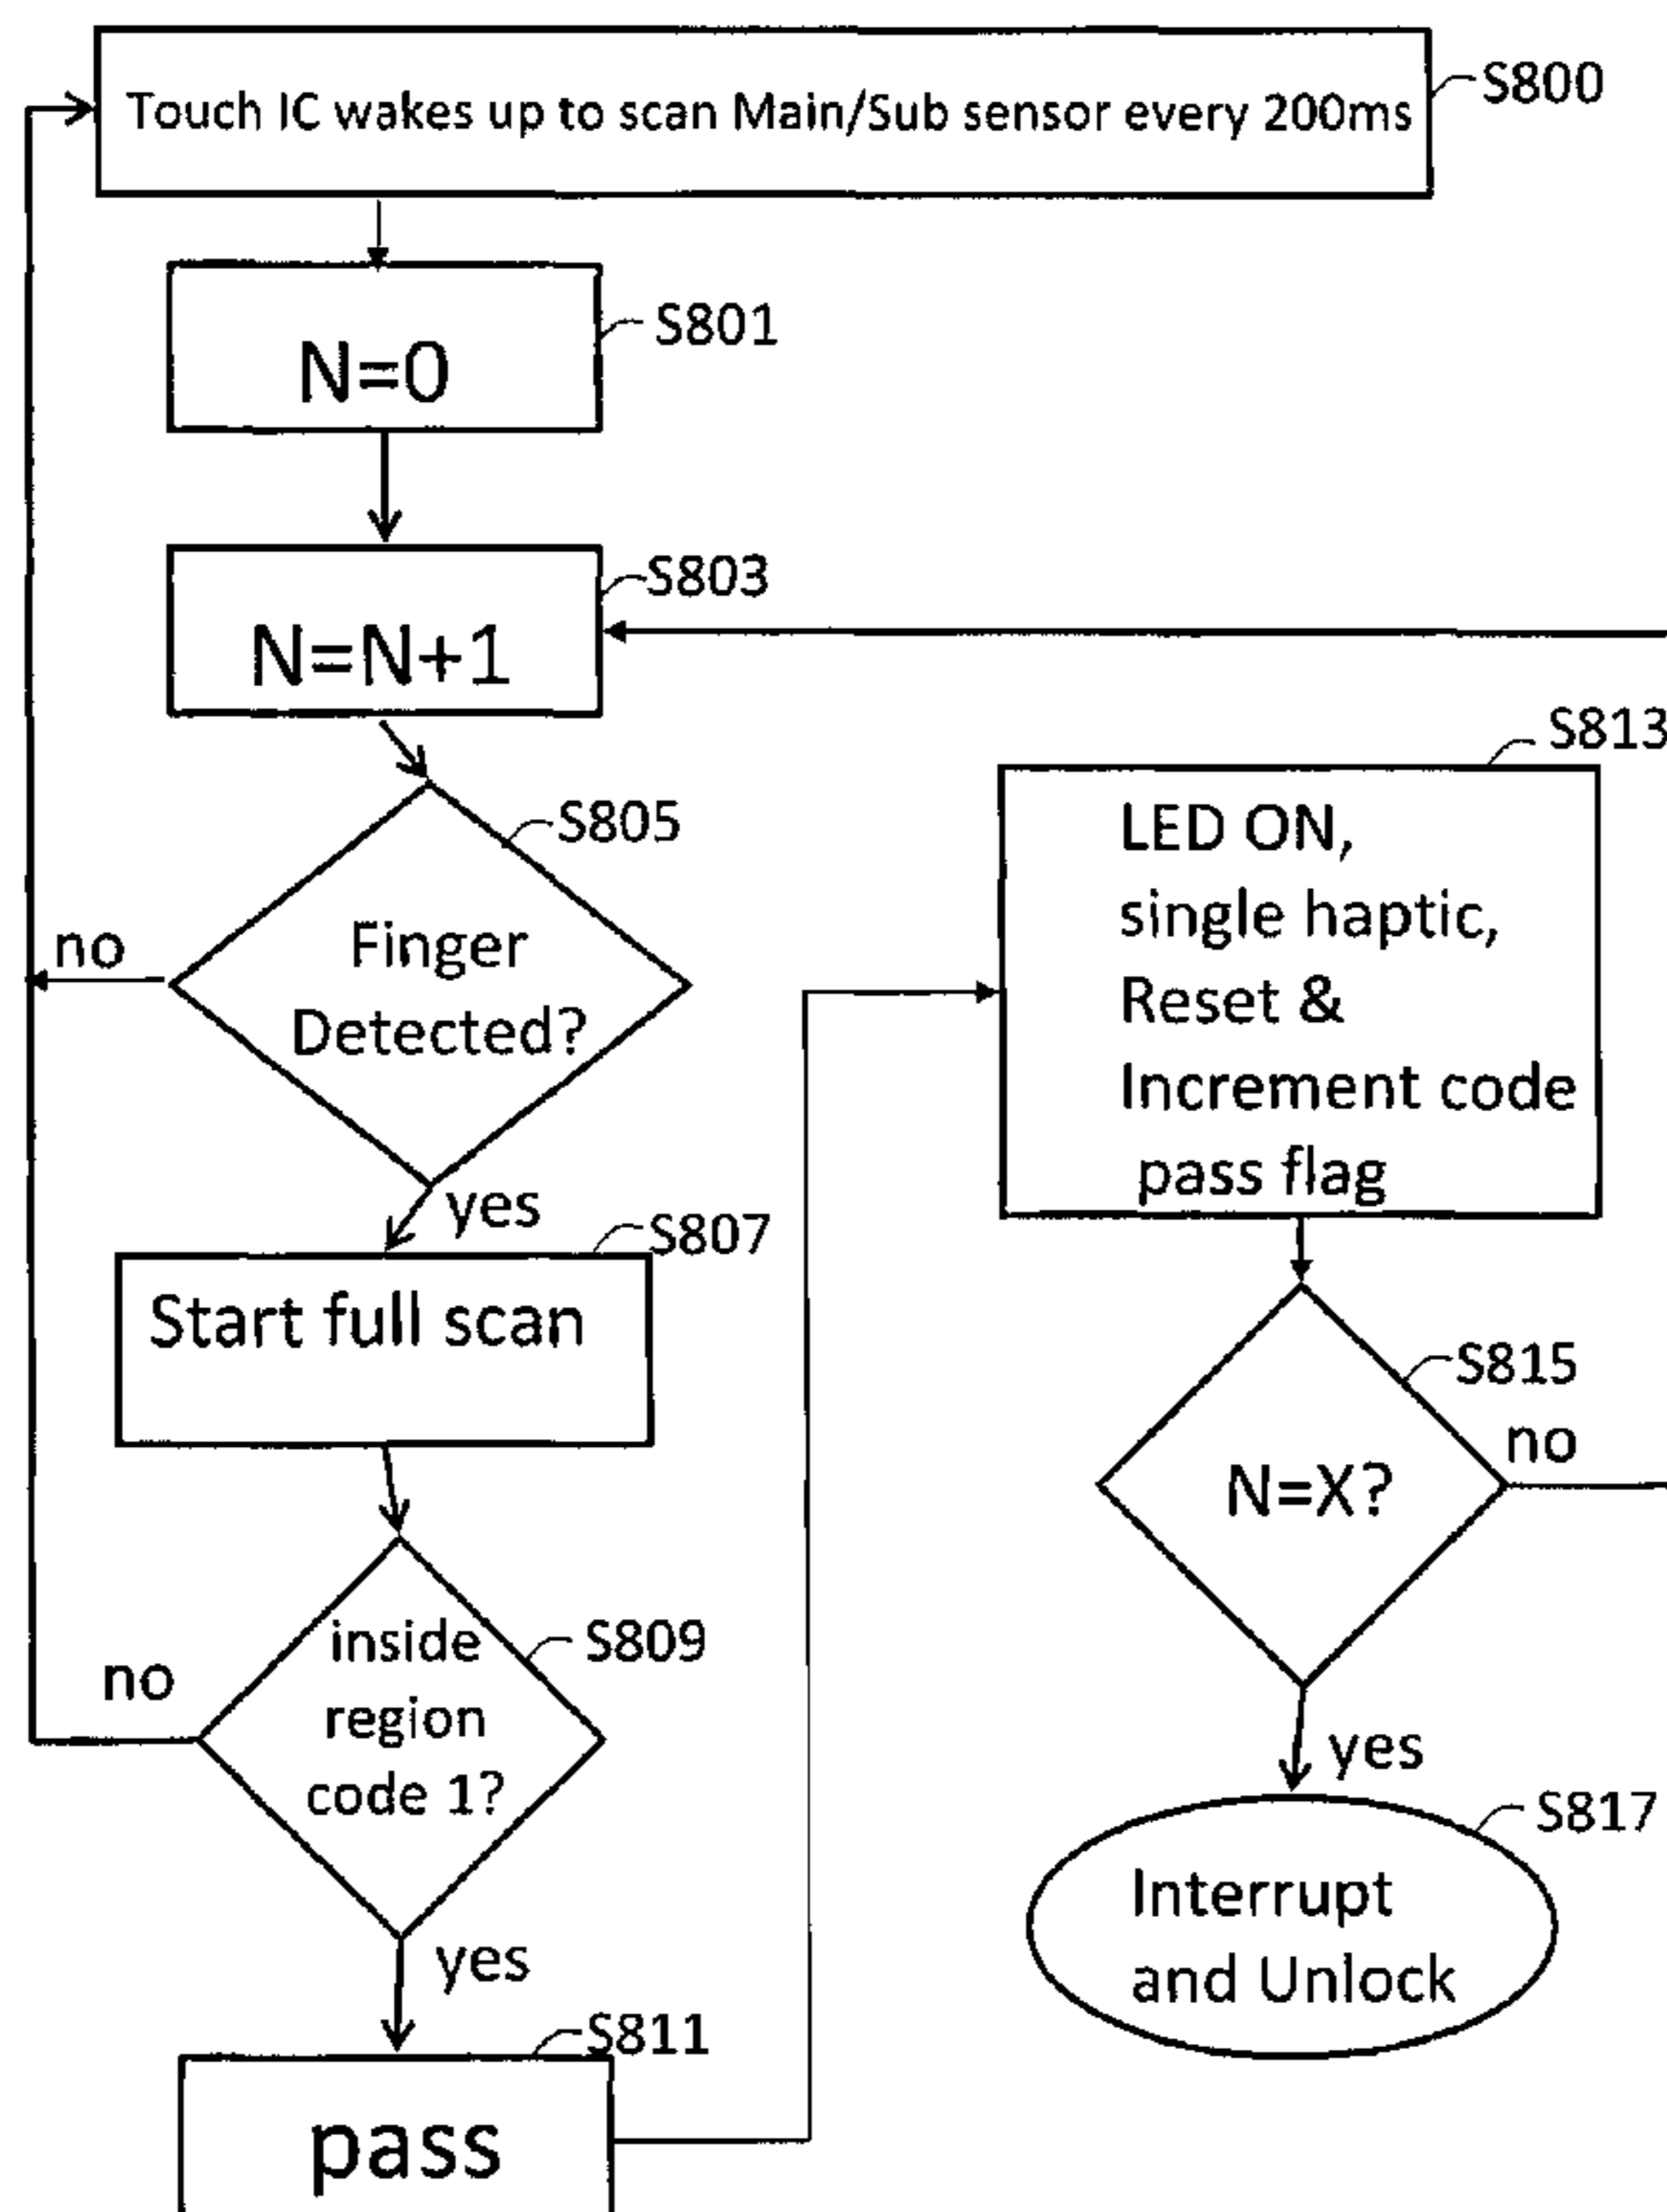 Touch IC wakes up to scan Main/Sub sensor every 200ms
S800
N=0
S801
N=N+1
S803
Finger
Detected?
S805
no
yes
Start full scan
S807
inside
region
code 1?
S809
no
yes
pass
S811
LED ON,
single haptic,
Reset &
Increment code
pass flag
S813
N=X?
S815
no
yes
Interrupt
and Unlock
S817